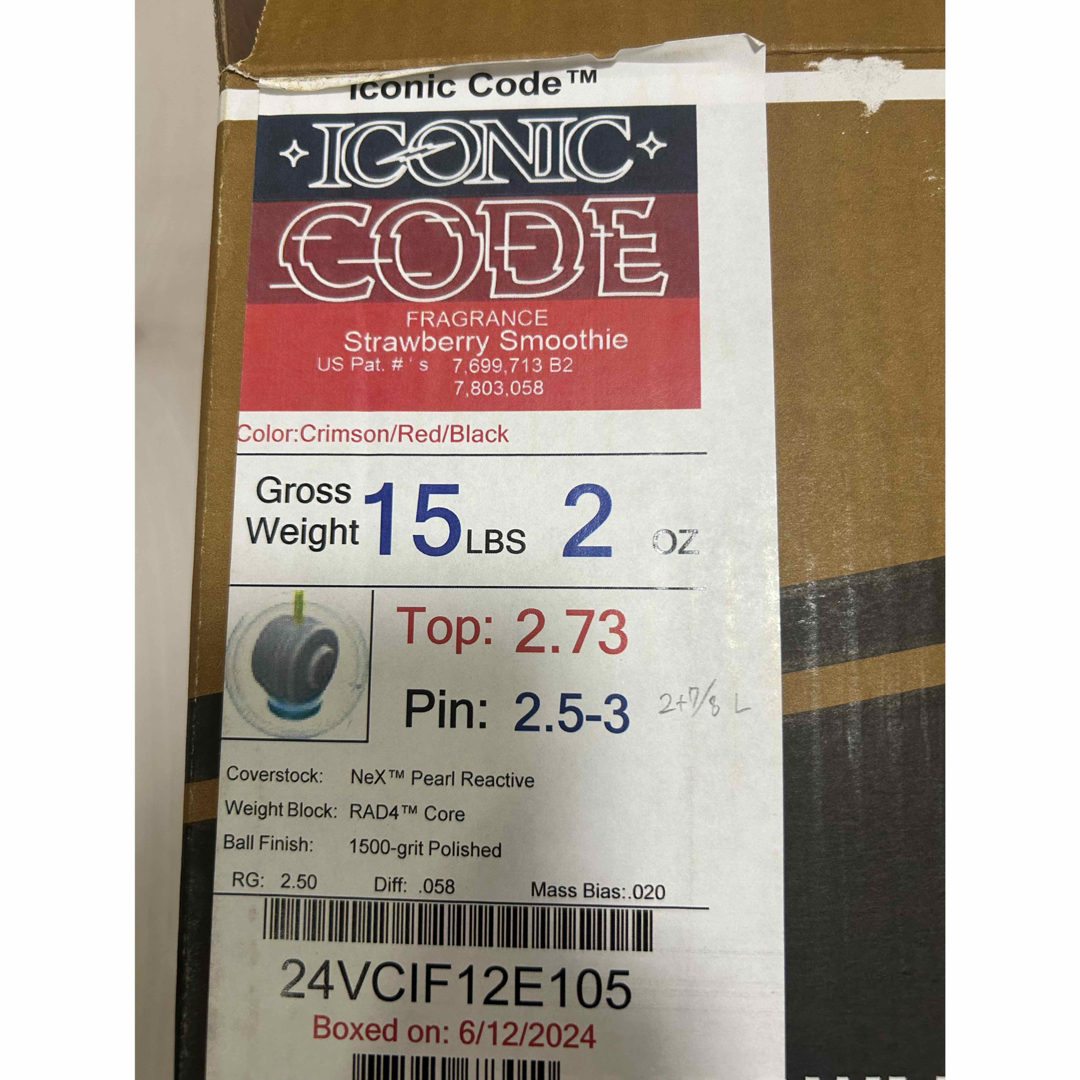 Iconic Code™
ICONIC
CODE
FRAGRANCE
Strawberry Smoothie
US Pat. # ' s 7,699,713 B2
7,803,058
Color:Crimson/Red/Black
Gross Weight 15 LBS 2 OZ
Top: 2.73
Pin: 2.5-3 2+7/8 L
Coverstock: NeX™ Pearl Reactive
Weight Block: RAD4™ Core
Ball Finish: 1500-grit Polished
RG: 2.50 Diff: .058 Mass Bias:.020
24VCIF12E105
Boxed on: 6/12/2024